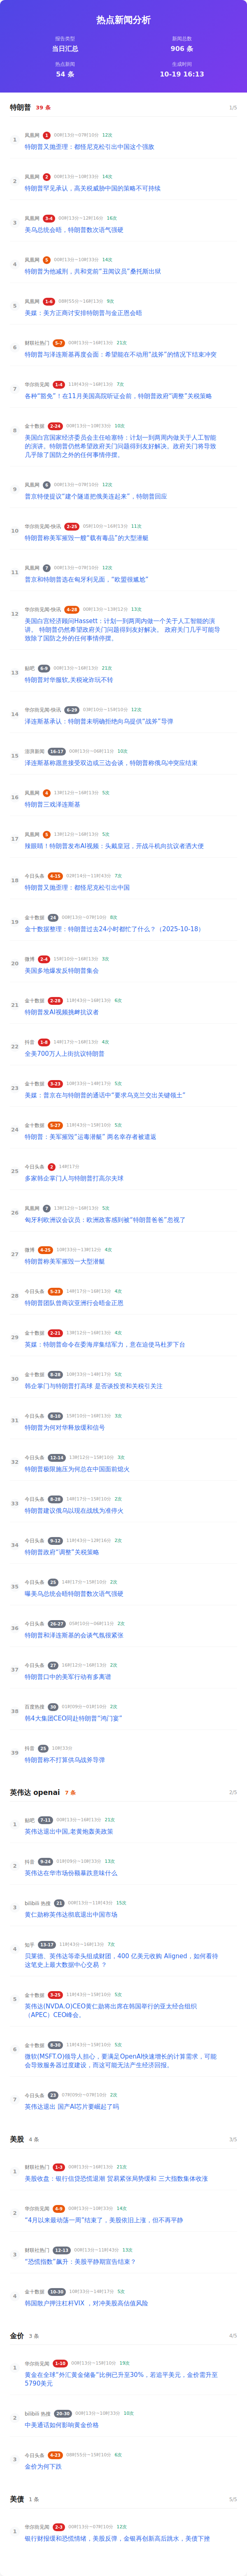 热点新闻分析
报告类型
新闻总数
当日汇总
906 条
热点新闻
生成时间
54 条
10-19 16:13
特朗普 39 条 1/5
1 凤凰网 1 00时13分~07时10分 12次
特朗普又抛歪理：都怪尼克松引出中国这个强敌
2 凤凰网 2 00时13分~10时33分 14次
特朗普罕见承认，高关税威胁中国的策略不可持续
3 凤凰网 3-4 00时13分~12时16分 16次
美乌总统会晤，特朗普数次语气强硬
4 凤凰网 5 00时13分~10时33分 14次
特朗普为他减刑，共和党前“丑闻议员”桑托斯出狱
5 凤凰网 1-6 08时55分~16时13分 9次
美媒：美方正商讨安排特朗普与金正恩会晤
6 财联社热门 5-7 00时13分~16时13分 21次
特朗普与泽连斯基再度会面：希望能在不动用“战斧”的情况下结束冲突
7 华尔街见闻 1-4 11时43分~16时13分 7次
各种“豁免”！在11月美国高院听证会前，特朗普政府“调整”关税策略
8 金十数据 2-24 00时13分~10时33分 10次
美国白宫国家经济委员会主任哈塞特：计划一到两周内做关于人工智能
的演讲。特朗普仍然希望政府关门问题得到友好解决。政府关门将导致
几乎除了国防之外的任何事情停摆。
9 凤凰网 6 00时13分~07时10分 12次
普京特使提议“建个隧道把俄美连起来”，特朗普回应
10 华尔街见闻-快讯 2-25 00时10分~16时13分 11次
特朗普称美军摧毁一艘“载有毒品”的大型潜艇
11 凤凰网 7 00时13分~07时10分 12次
普京和特朗普选在匈牙利见面，“欧盟很尴尬”
12 华尔街见闻-快讯 4-29 00时13分~15时12分 13次
美国白宫经济顾问Hassett：计划一到两周内做一个关于人工智能的演
讲。 特朗普仍然希望政府关门问题得到友好解决。 政府关门几乎可能导
致除了国防之外的任何事情停摆。
13 贴吧 6-9 00时13分~16时13分 21次
特朗普对华服软,关税讹诈玩不转
14 华尔街见闻-快讯 6-29 03时10分~15时10分 12次
泽连斯基承认：特朗普未明确拒绝向乌提供“战斧”导弹
15 澎湃新闻 16-17 00时13分~06时11分 10次
泽连斯基称愿意接受双边或三边会谈，特朗普称俄乌冲突应结束
16 凤凰网 4 13时12分~16时13分 5次
特朗普三戏泽连斯基
17 凤凰网 5 13时12分~16时13分 5次
辣眼睛！特朗普发布AI视频：头戴皇冠，开战斗机向抗议者洒大便
18 今日头条 6-15 02时14分~11时43分 7次
特朗普又抛歪理：都怪尼克松引出中国
19 金十数据 24 00时13分~07时10分 8次
金十数据整理：特朗普过去24小时都忙了什么？（2025-10-18）
20 微博 2-4 15时10分~16时13分 3次
美国多地爆发反特朗普集会
21 金十数据 2-28 11时43分~16时13分 6次
特朗普发AI视频挑衅抗议者
22 抖音 1-8 14时17分~16时13分 4次
全美700万人上街抗议特朗普
23 金十数据 3-23 10时33分~14时17分 5次
美媒：普京在与特朗普的通话中“要求乌克兰交出关键领土”
24 金十数据 5-27 11时43分~15时10分 5次
特朗普：美军摧毁“运毒潜艇” 两名幸存者被遣返
25 今日头条 2 14时17分
多家韩企掌门人与特朗普打高尔夫球
26 凤凰网 7 13时12分~16时13分 5次
匈牙利欧洲议会议员：欧洲政客感到被“特朗普爸爸”忽视了
27 微博 4-25 10时33分~13时12分 4次
特朗普称美军摧毁一大型潜艇
28 今日头条 5-23 14时17分~16时13分 4次
特朗普团队曾商议亚洲行会晤金正恩
29 金十数据 2-21 13时12分~16时13分 4次
英媒：特朗普命令在委海岸集结军力，意在迫使马杜罗下台
30 金十数据 8-28 10时33分~14时17分 5次
韩企掌门与特朗普打高球 是否谈投资和关税引关注
31 今日头条 8-10 15时10分~16时13分 3次
特朗普为何对华释放缓和信号
32 今日头条 12-14 13时12分~15时10分 3次
特朗普极限施压为何总在中国面前熄火
33 今日头条 8-28 14时17分~15时10分 2次
特朗普建议俄乌以现在战线为准停火
34 今日头条 9-12 11时43分~12时16分 2次
特朗普政府“调整”关税策略
35 今日头条 25 14时17分~15时10分 2次
曝美乌总统会晤特朗普数次语气强硬
36 今日头条 26-27 05时10分~06时11分 2次
特朗普和泽连斯基的会谈气氛很紧张
37 今日头条 27 16时12分~16时13分 2次
特朗普口中的美军行动有多离谱
38 百度热搜 30 01时09分~01时10分 2次
韩4大集团CEO同赴特朗普“鸿门宴”
39 抖音 25 10时33分
特朗普称不打算供乌战斧导弹
英伟达 openai 7 条 2/5
1 贴吧 7-11 00时13分~16时13分 21次
英伟达退出中国,老黄炮轰美政策
2 抖音 9-24 01时09分~10时33分 13次
英伟达在华市场份额暴跌意味什么
3 bilibili 热搜 21 00时13分~11时43分 15次
黄仁勋称英伟达彻底退出中国市场
4 知乎 13-17 11时43分~16时13分 7次
贝莱德、英伟达等牵头组成财团，400 亿美元收购 Aligned，如何看待
这笔史上最大数据中心交易 ？
5 金十数据 3-25 11时43分~15时10分 5次
英伟达(NVDA.O)CEO黄仁勋将出席在韩国举行的亚太经合组织
（APEC）CEO峰会。
6 金十数据 8-30 11时43分~15时10分 5次
微软(MSFT.O)领导人担心，要满足OpenAI快速增长的计算需求，可能
会导致服务器过度建设，而这可能无法产生经济回报。
7 今日头条 23 07时09分~07时10分 2次
英伟达退出 国产AI芯片要崛起了吗
美股 4 条 3/5
1 财联社热门 1-3 00时13分~16时13分 21次
美股收盘：银行信贷恐慌退潮 贸易紧张局势缓和 三大指数集体收涨
2 华尔街见闻 4-9 00时13分~10时33分 14次
“4月以来最动荡一周”结束了，美股依旧上涨，但不再平静
3 财联社热门 12-13 00时13分~11时43分 13次
“恐慌指数”飙升：美股平静期宣告结束?
4 金十数据 10-30 10时33分~14时17分 5次
韩国散户押注杠杆VIX ，对冲美股高估值风险
金价 3 条 4/5
1 华尔街见闻 1-10 00时13分~15时10分 19次
黄金在全球“外汇黄金储备”比例已升至30%，若追平美元，金价需升至
5790美元
2 bilibili 热搜 20-30 00时13分~10时33分 10次
中美通话如何影响黄金价格
3 今日头条 6-23 08时55分~15时10分 6次
金价为何下跌
美债 1 条 5/5
1 华尔街见闻 2-3 00时13分~07时10分 12次
银行财报缓和恐慌情绪，美股反弹，金银再创新高后跳水，美债下挫